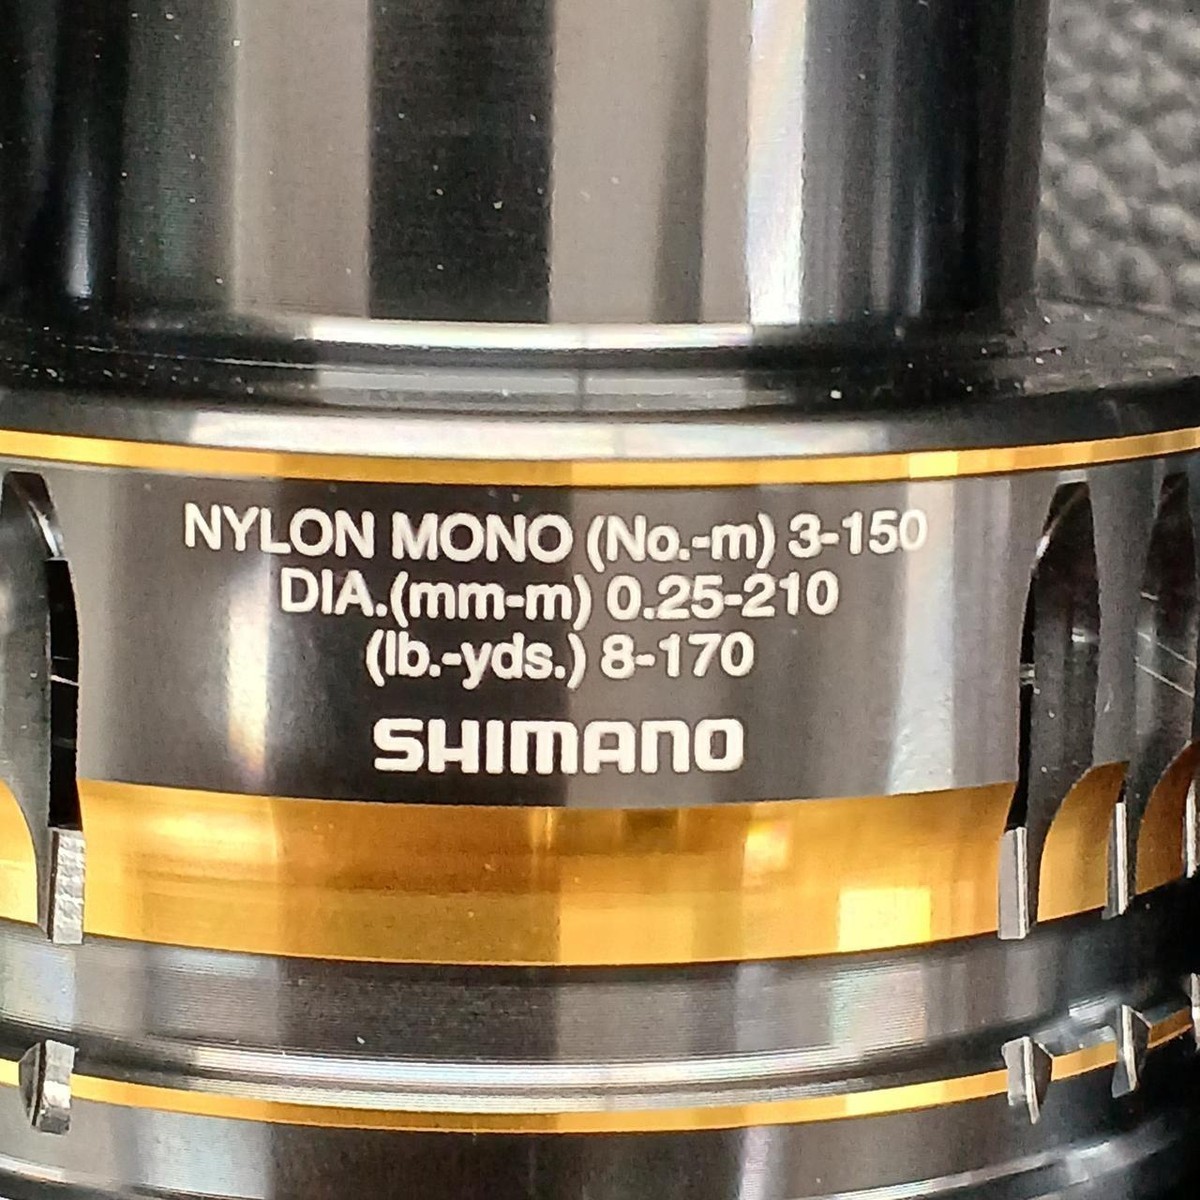 NYLON MONO (No.-m) 3-150
DIA.(mm-m) 0.25-210
(lb.-yds.) 8-170
SHIMANO